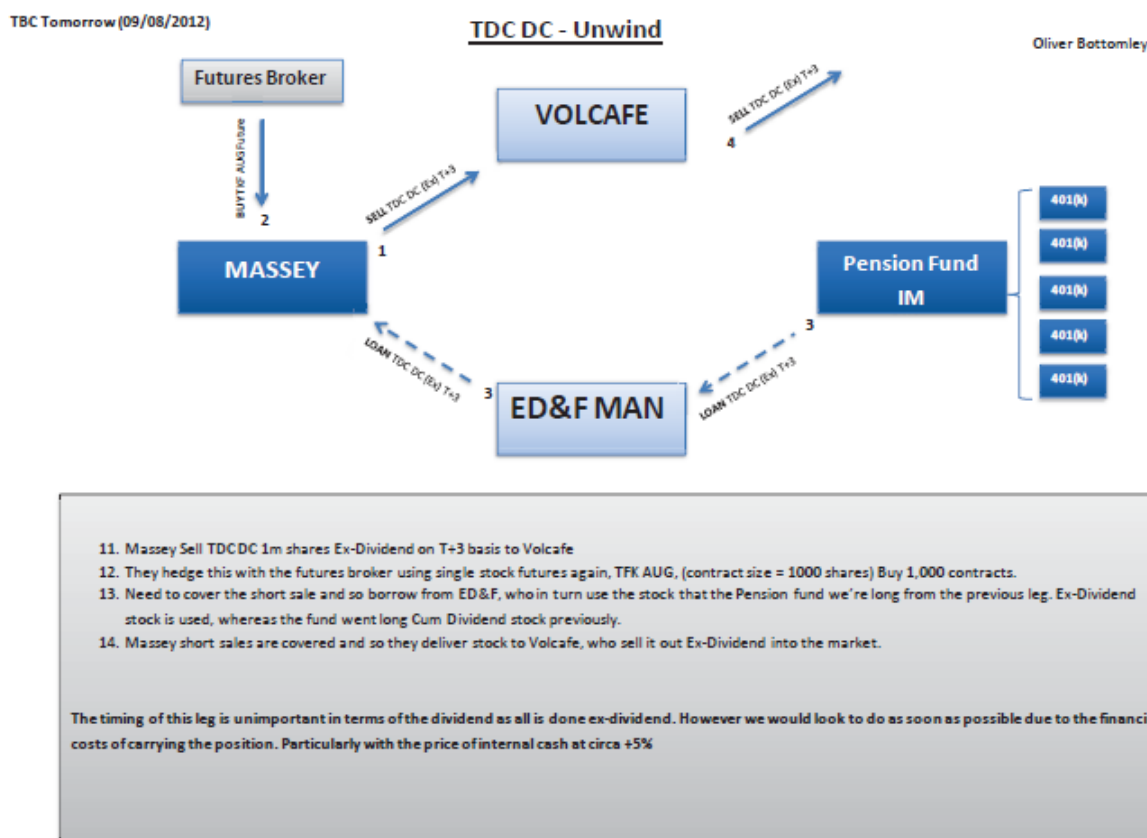 TBC Tomorrow (09/08/2012)
TDC DC - Unwind
Oliver Bottomley
Futures Broker
VOLCAFE
SELL TDC DC (Ex) T+3
4
BUY TKF AUG Future
2
SELL TDC DC (Ex) T+3
1
MASSEY
Pension Fund
IM
401(k)
401(k)
401(k)
401(k)
401(k)
3
LOAN TDC DC (Ex) T+3
3
LOAN TDC DC (Ex) T+3
ED&F MAN
11. Massey Sell TDC DC 1m shares Ex-Dividend on T+3 basis to Volcafe
12. They hedge this with the futures broker using single stock futures again, TFK AUG, (contract size = 1000 shares) Buy 1,000 contracts.
13. Need to cover the short sale and so borrow from ED&F, who in turn use the stock that the Pension fund we're long from the previous leg. Ex-Dividend
stock is used, whereas the fund went long Cum Dividend stock previously.
14. Massey short sales are covered and so they deliver stock to Volcafe, who sell it out Ex-Dividend into the market.
The timing of this leg is unimportant in terms of the dividend as all is done ex-dividend. However we would look to do as soon as possible due to the financi
costs of carrying the position. Particularly with the price of internal cash at circa +5%